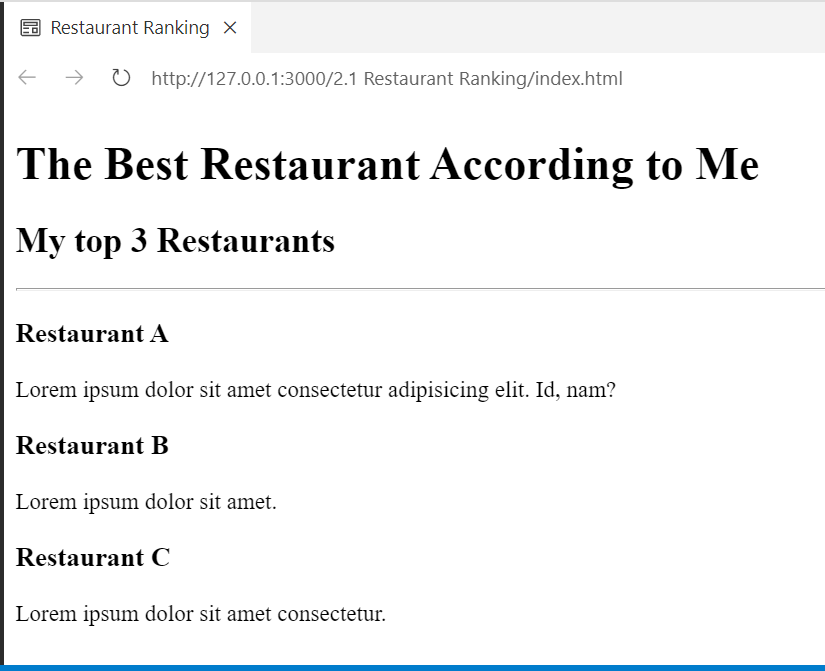 Restaurant Ranking
http://127.0.0.1:3000/2.1 Restaurant Ranking/index.html
The Best Restaurant According to Me
My top 3 Restaurants
Restaurant A
Lorem ipsum dolor sit amet consectetur adipisicing elit. Id, nam?
Restaurant B
Lorem ipsum dolor sit amet.
Restaurant C
Lorem ipsum dolor sit amet consectetur.